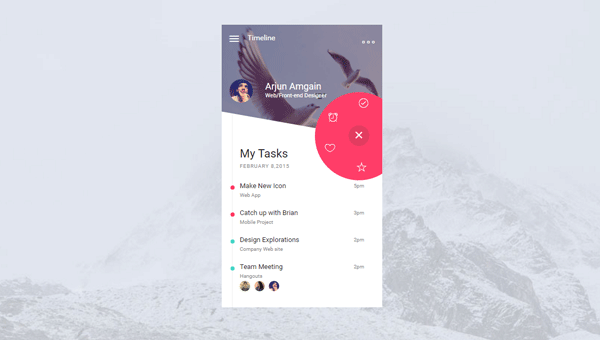 Timeline
Arjun Amgain
Web/Front-end Designer
My Tasks
FEBRUARY 8,2015
Make New Icon 5pm
Web App
Catch up with Brian 3pm
Mobile Project
Design Explorations 2pm
Company Web site
Team Meeting 2pm
Hangouts